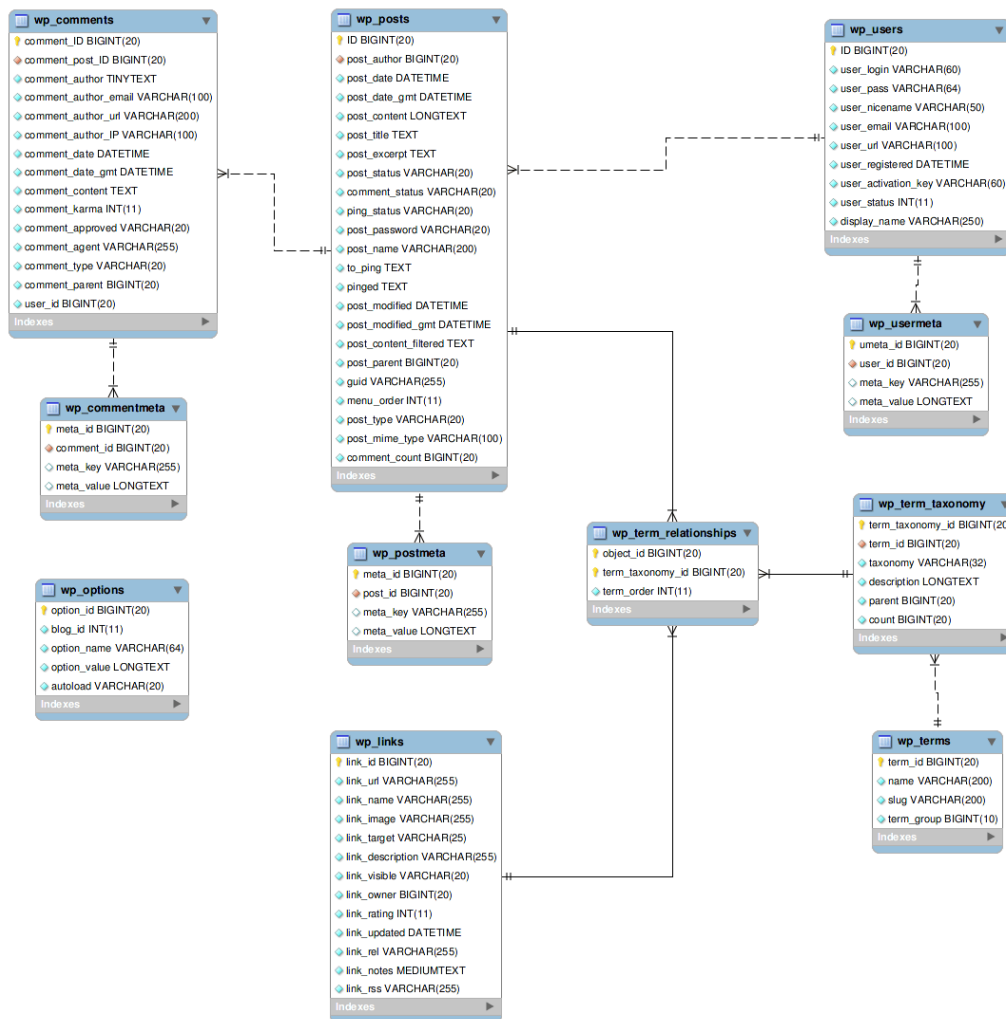 wp_comments
comment_ID BIGINT(20)
comment_post_ID BIGINT(20)
comment_author TINYTEXT
comment_author_email VARCHAR(100)
comment_author_url VARCHAR(200)
comment_author_IP VARCHAR(100)
comment_date DATETIME
comment_date_gmt DATETIME
comment_content TEXT
comment_karma INT(11)
comment_approved VARCHAR(20)
comment_agent VARCHAR(255)
comment_type VARCHAR(20)
comment_parent BIGINT(20)
user_id BIGINT(20)
Indexes
wp_posts
ID BIGINT(20)
post_author BIGINT(20)
post_date DATETIME
post_date_gmt DATETIME
post_content LONGTEXT
post_title TEXT
post_excerpt TEXT
post_status VARCHAR(20)
comment_status VARCHAR(20)
ping_status VARCHAR(20)
post_password VARCHAR(20)
post_name VARCHAR(200)
to_ping TEXT
pinged TEXT
post_modified DATETIME
post_modified_gmt DATETIME
post_content_filtered TEXT
post_parent BIGINT(20)
guid VARCHAR(255)
menu_order INT(11)
post_type VARCHAR(20)
post_mime_type VARCHAR(100)
comment_count BIGINT(20)
Indexes
wp_users
ID BIGINT(20)
user_login VARCHAR(60)
user_pass VARCHAR(64)
user_nicename VARCHAR(50)
user_email VARCHAR(100)
user_url VARCHAR(100)
user_registered DATETIME
user_activation_key VARCHAR(60)
user_status INT(11)
display_name VARCHAR(250)
Indexes
wp_usermeta
umeta_id BIGINT(20)
user_id BIGINT(20)
meta_key VARCHAR(255)
meta_value LONGTEXT
Indexes
wp_commentmeta
meta_id BIGINT(20)
comment_id BIGINT(20)
meta_key VARCHAR(255)
meta_value LONGTEXT
Indexes
wp_postmeta
meta_id BIGINT(20)
post_id BIGINT(20)
meta_key VARCHAR(255)
meta_value LONGTEXT
Indexes
wp_term_relationships
object_id BIGINT(20)
term_taxonomy_id BIGINT(20)
term_order INT(11)
Indexes
wp_term_taxonomy
term_taxonomy_id BIGINT(20
term_id BIGINT(20)
taxonomy VARCHAR(32)
description LONGTEXT
parent BIGINT(20)
count BIGINT(20)
Indexes
wp_options
option_id BIGINT(20)
blog_id INT(11)
option_name VARCHAR(64)
option_value LONGTEXT
autoload VARCHAR(20)
Indexes
wp_links
link_id BIGINT(20)
link_url VARCHAR(255)
link_name VARCHAR(255)
link_image VARCHAR(255)
link_target VARCHAR(25)
link_description VARCHAR(255)
link_visible VARCHAR(20)
link_owner BIGINT(20)
link_rating INT(11)
link_updated DATETIME
link_rel VARCHAR(255)
link_notes MEDIUMTEXT
link_rss VARCHAR(255)
Indexes
wp_terms
term_id BIGINT(20)
name VARCHAR(200)
slug VARCHAR(200)
term_group BIGINT(10)
Indexes